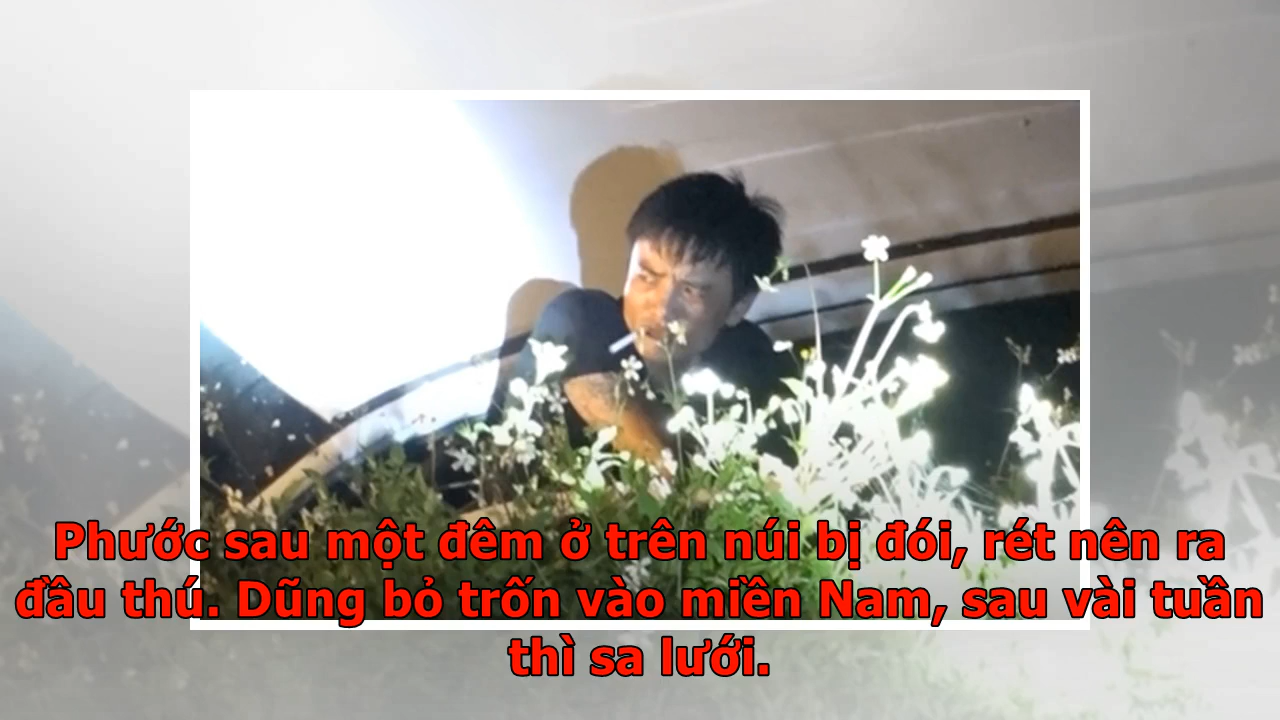 Phước sau một đêm ở trên núi bị đói, rét nên ra
đầu thú. Dũng bỏ trốn vào miền Nam, sau vài tuần
thì sa lưới.